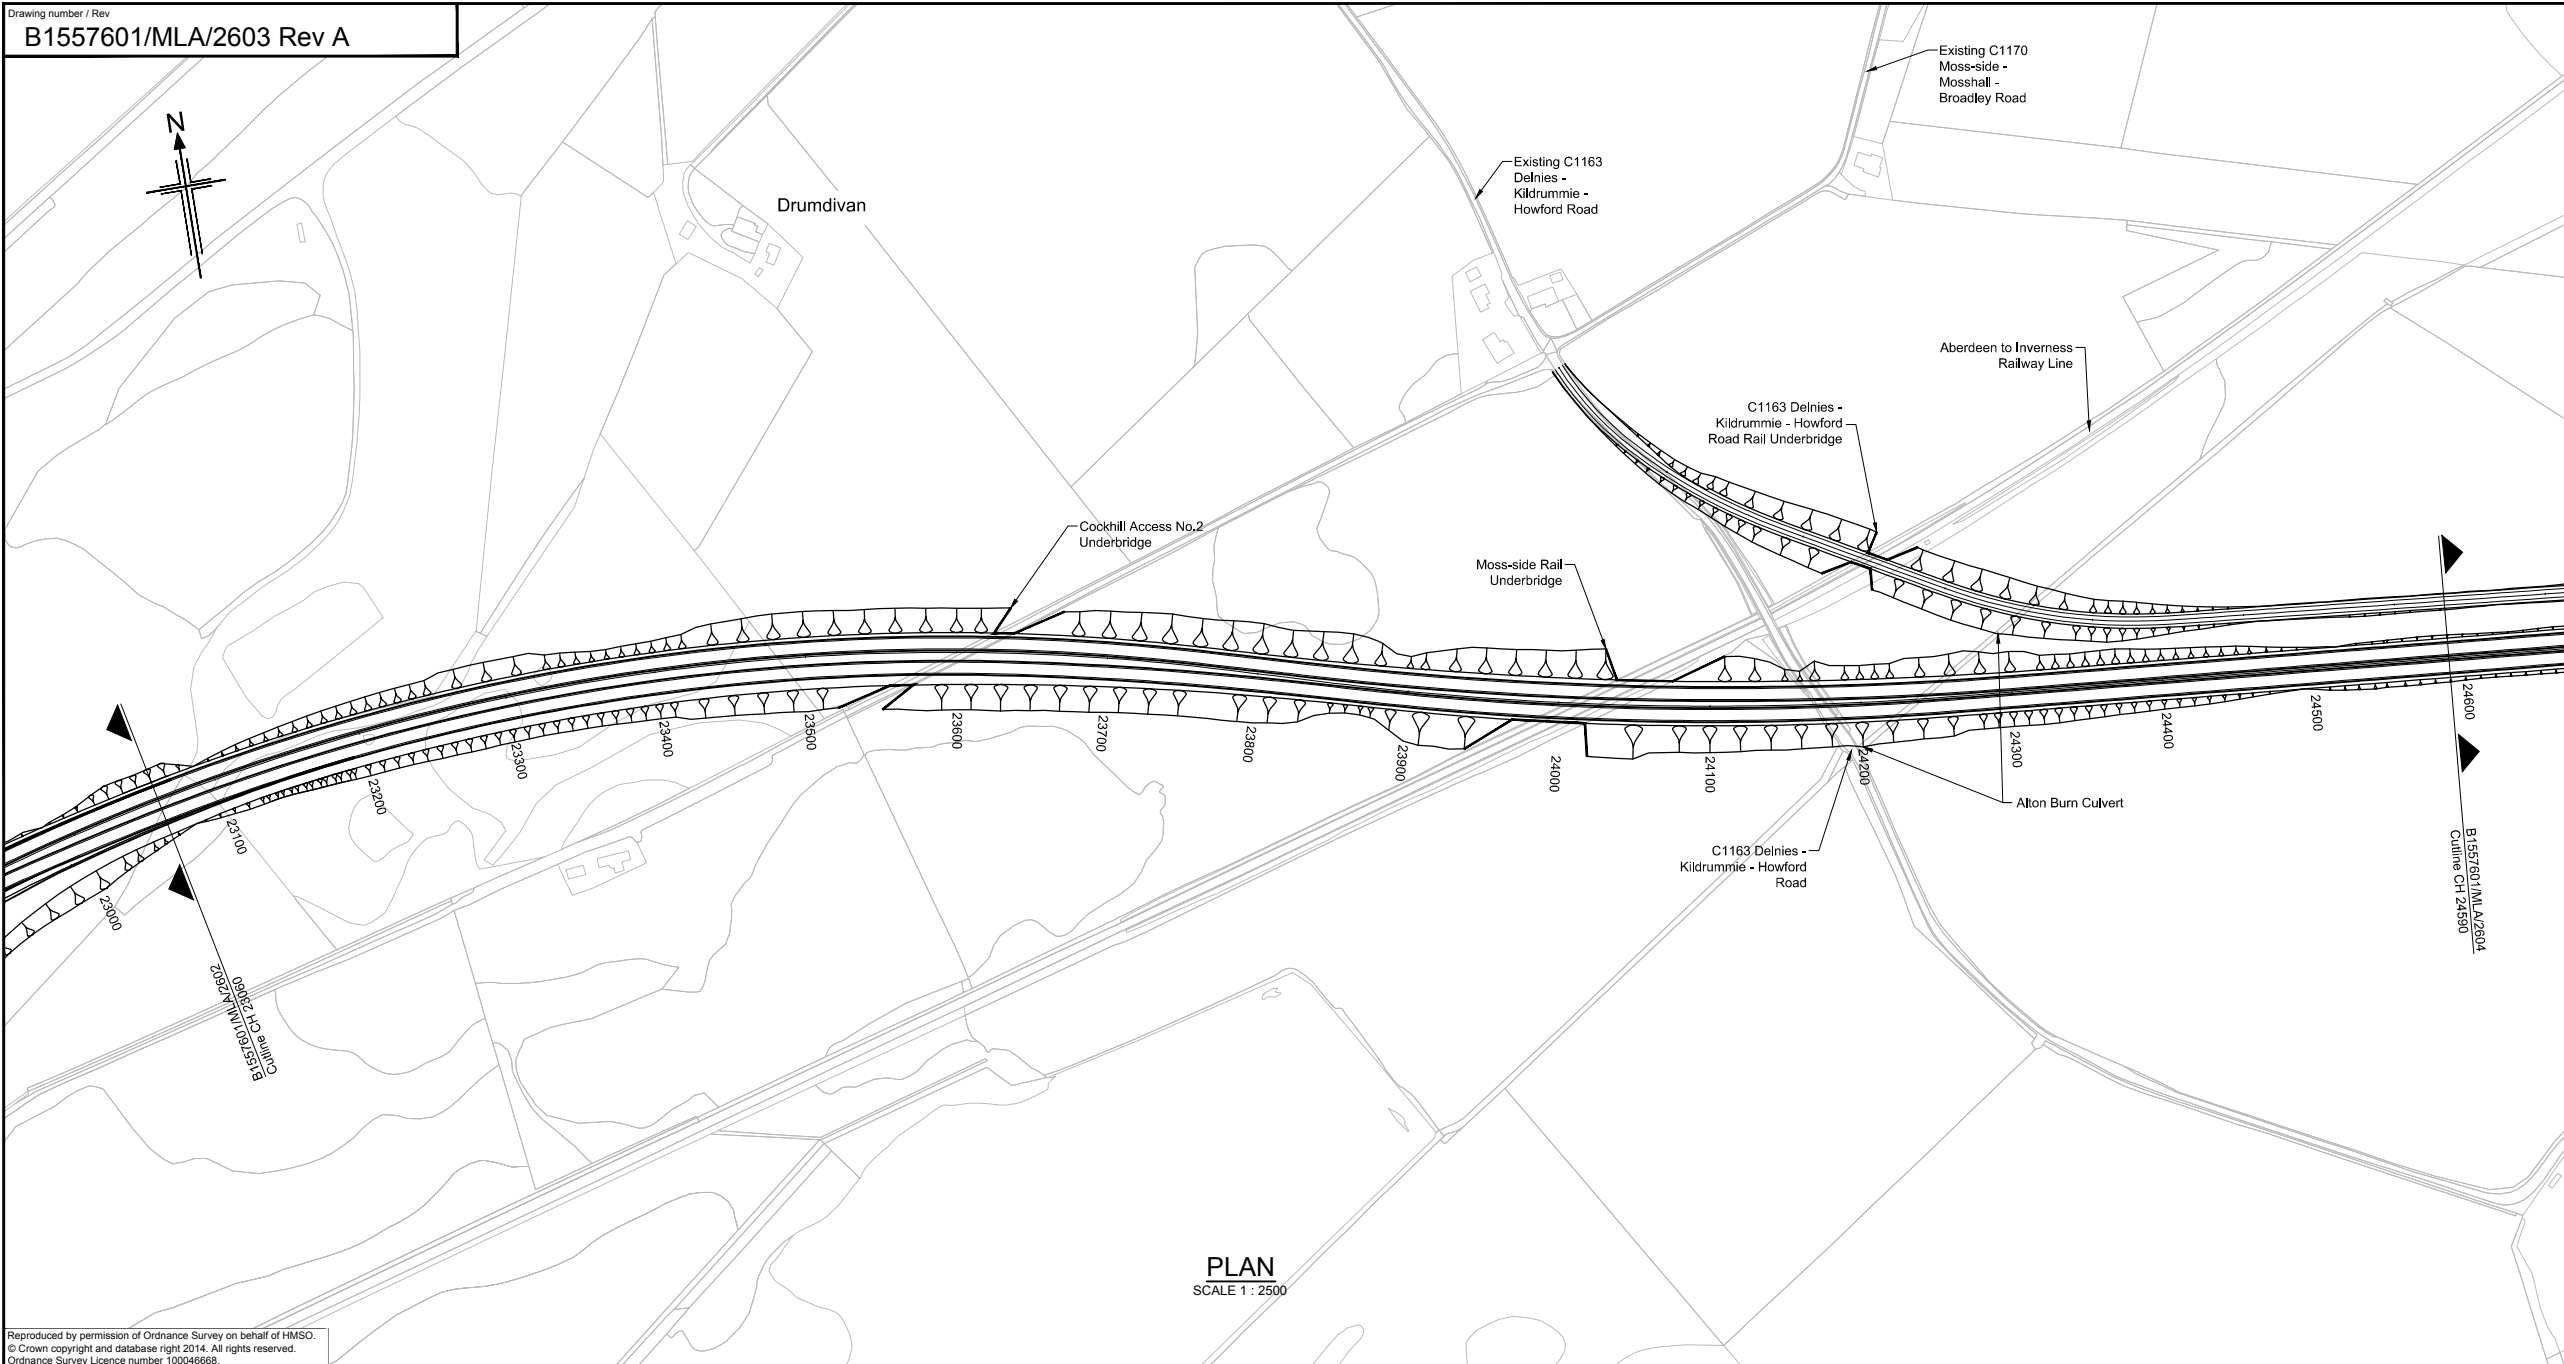 Drawing number / Rev
B1557601/MLA/2603 Rev A
N
Drumdivan
Existing C1170
Moss-side -
Mosshall -
Broadley Road
Existing C1163
Delnies -
Kildrummie -
Howford Road
Aberdeen to Inverness
Railway Line
C1163 Delnies -
Kildrummie - Howford
Road Rail Underbridge
Cockhill Access No.2
Underbridge
Moss-side Rail
Underbridge
23000
23100
23200
23300
23400
23500
23600
23700
23800
23900
24000
24100
24200
24300
24400
24500
24600
Alton Burn Culvert
C1163 Delnies -
Kildrummie - Howford
Road
B1557601/MLA/2602
Cutline CH 23060
B1557601/MLA/2604
Cutline CH 24590
PLAN
SCALE 1 : 2500
Reproduced by permission of Ordnance Survey on behalf of HMSO.
© Crown copyright and database right 2014. All rights reserved.
Ordnance Survey Licence number 100046668.